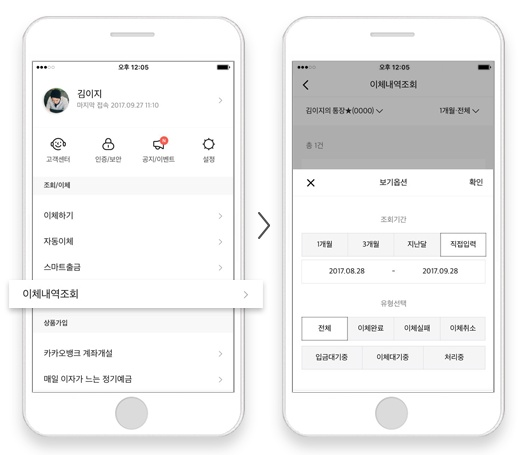 오후 12:05
김이지
마지막 접속 2017.09.27 11:10
고객센터
인증/보안
공지/이벤트
설정
조회/이체
이체하기
자동이체
스마트출금
이체내역조회
상품가입
카카오뱅크 계좌개설
매일 이자가 느는 정기예금
오후 12:05
이체내역조회
김이지의 통장★(0000)
1개월·전체
총 1건
보기옵션
확인
조회기간
1개월
3개월
지난달
직접입력
2017.08.28 - 2017.09.28
유형선택
전체
이체완료
이체실패
이체취소
입금대기중
이체대기중
처리중